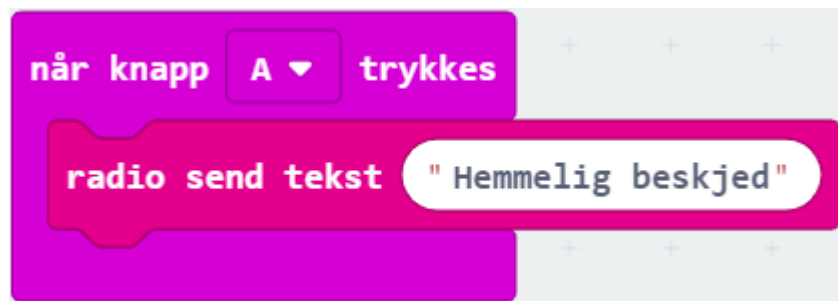 når knapp A trykkes
radio send tekst "Hemmelig beskjed"